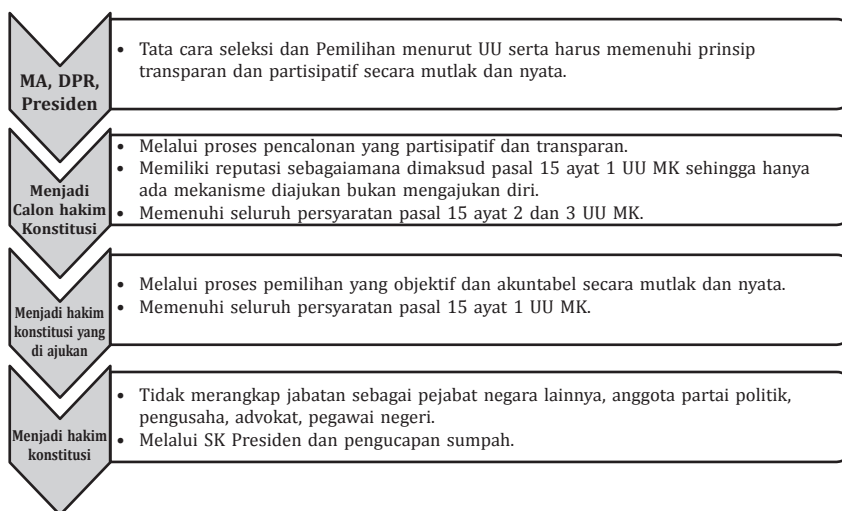 MA, DPR,
Presiden
• Tata cara seleksi dan Pemilihan menurut UU serta harus memenuhi prinsip
transparan dan partisipatif secara mutlak dan nyata.
Menjadi
Calon hakim
Konstitusi
• Melalui proses pencalonan yang partisipatif dan transparan.
• Memiliki reputasi sebagaiamana dimaksud pasal 15 ayat 1 UU MK sehingga hanya
ada mekanisme diajukan bukan mengajukan diri.
• Memenuhi seluruh persyaratan pasal 15 ayat 2 dan 3 UU MK.
Menjadi hakim
konstitusi yang
di ajukan
• Melalui proses pemilihan yang objektif dan akuntabel secara mutlak dan nyata.
• Memenuhi seluruh persyaratan pasal 15 ayat 1 UU MK.
Menjadi hakim
konstitusi
• Tidak merangkap jabatan sebagai pejabat negara lainnya, anggota partai politik,
pengusaha, advokat, pegawai negeri.
• Melalui SK Presiden dan pengucapan sumpah.